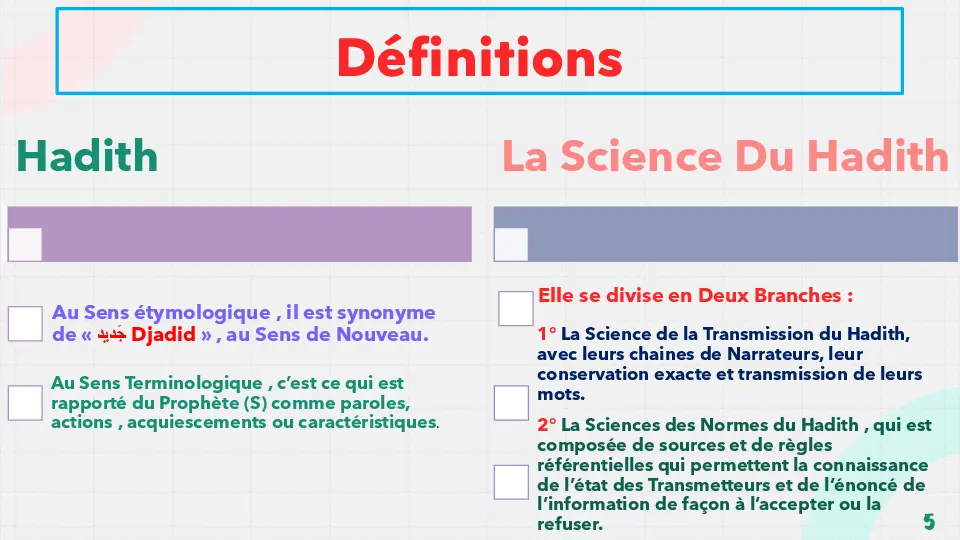 Définitions
Hadith
Au Sens étymologique , il est synonyme
de « جَديِد Djadid » , au Sens de Nouveau.
Au Sens Terminologique , c’est ce qui est
rapporté du Prophète (S) comme paroles,
actions , acquiescements ou caractéristiques.
La Science Du Hadith
Elle se divise en Deux Branches :
1° La Science de la Transmission du Hadith,
avec leurs chaines de Narrateurs, leur
conservation exacte et transmission de leurs
mots.
2° La Sciences des Normes du Hadith , qui est
composée de sources et de règles
référentielles qui permettent la connaissance
de l’état des Transmetteurs et de l’énoncé de
l’information de façon à l’accepter ou la
refuser.
5